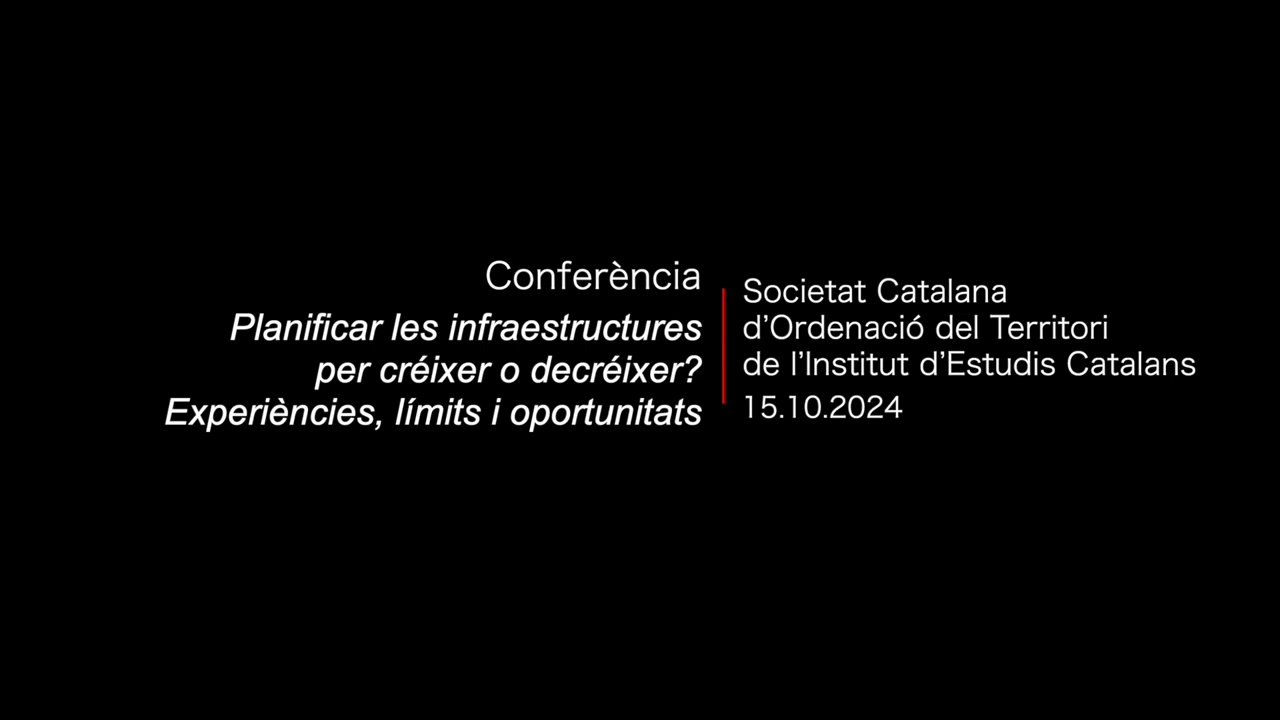 Conferència
Planificar les infraestructures
per créixer o decréixer?
Experiències, límits i oportunitats
Societat Catalana
d’Ordenació del Territori
de l’Institut d’Estudis Catalans
15.10.2024